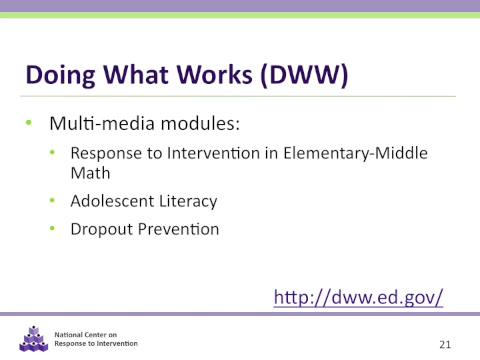 Doing What Works (DWW)
• Multi-media modules:
• Response to Intervention in Elementary-Middle
Math
• Adolescent Literacy
• Dropout Prevention
http://dww.ed.gov/
National Center on
Response to Intervention
21